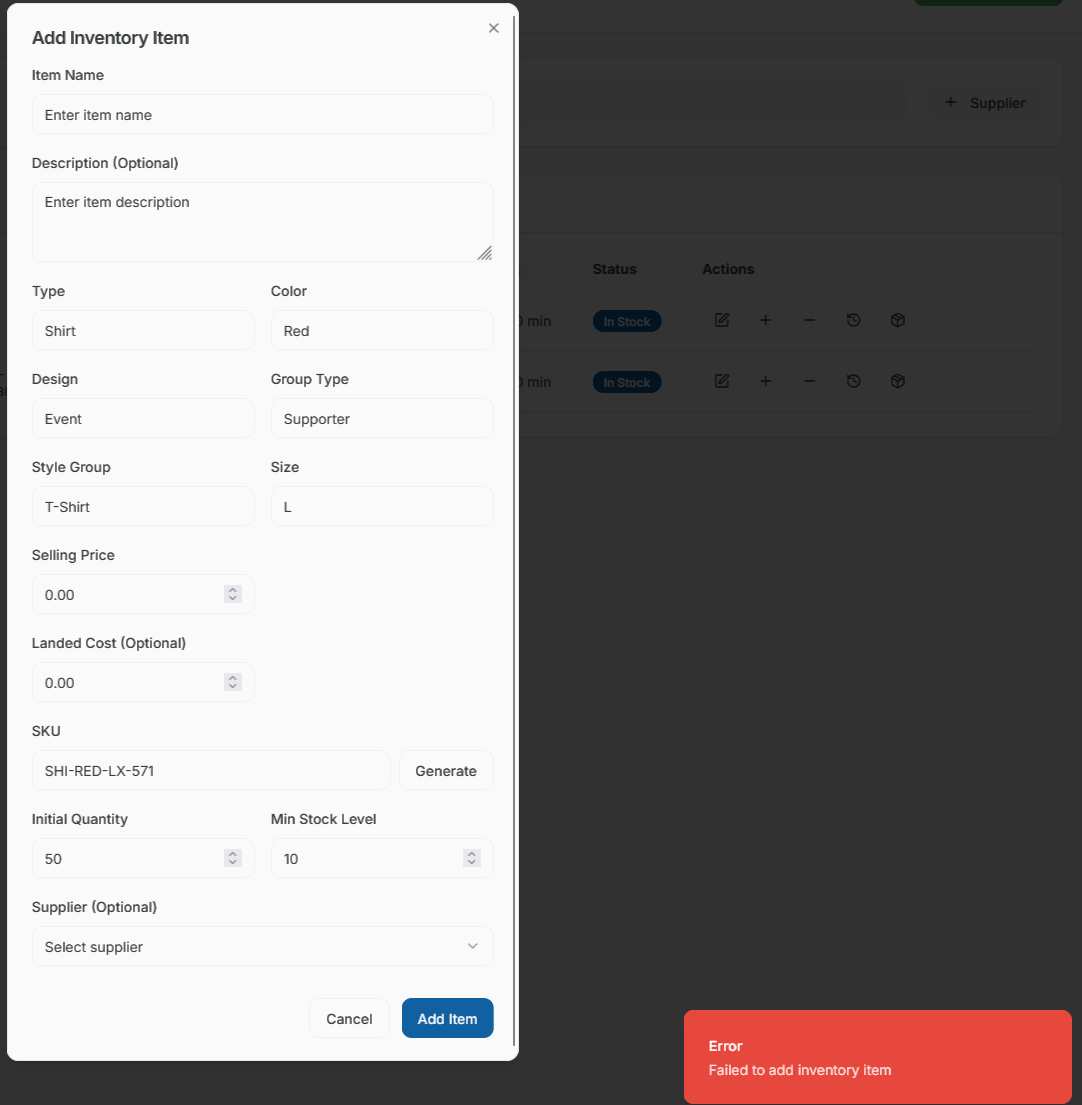 Add Inventory Item
Item Name
Enter item name
+ Supplier
Description (Optional)
Enter item description
Status Actions
Type Color
Shirt Red
min In Stock
Design Group Type
min In Stock
Event Supporter
Style Group Size
T-Shirt L
Selling Price
0.00
Landed Cost (Optional)
0.00
SKU
SHI-RED-LX-571 Generate
Initial Quantity Min Stock Level
50 10
Supplier (Optional)
Select supplier
Cancel Add Item
Error
Failed to add inventory item